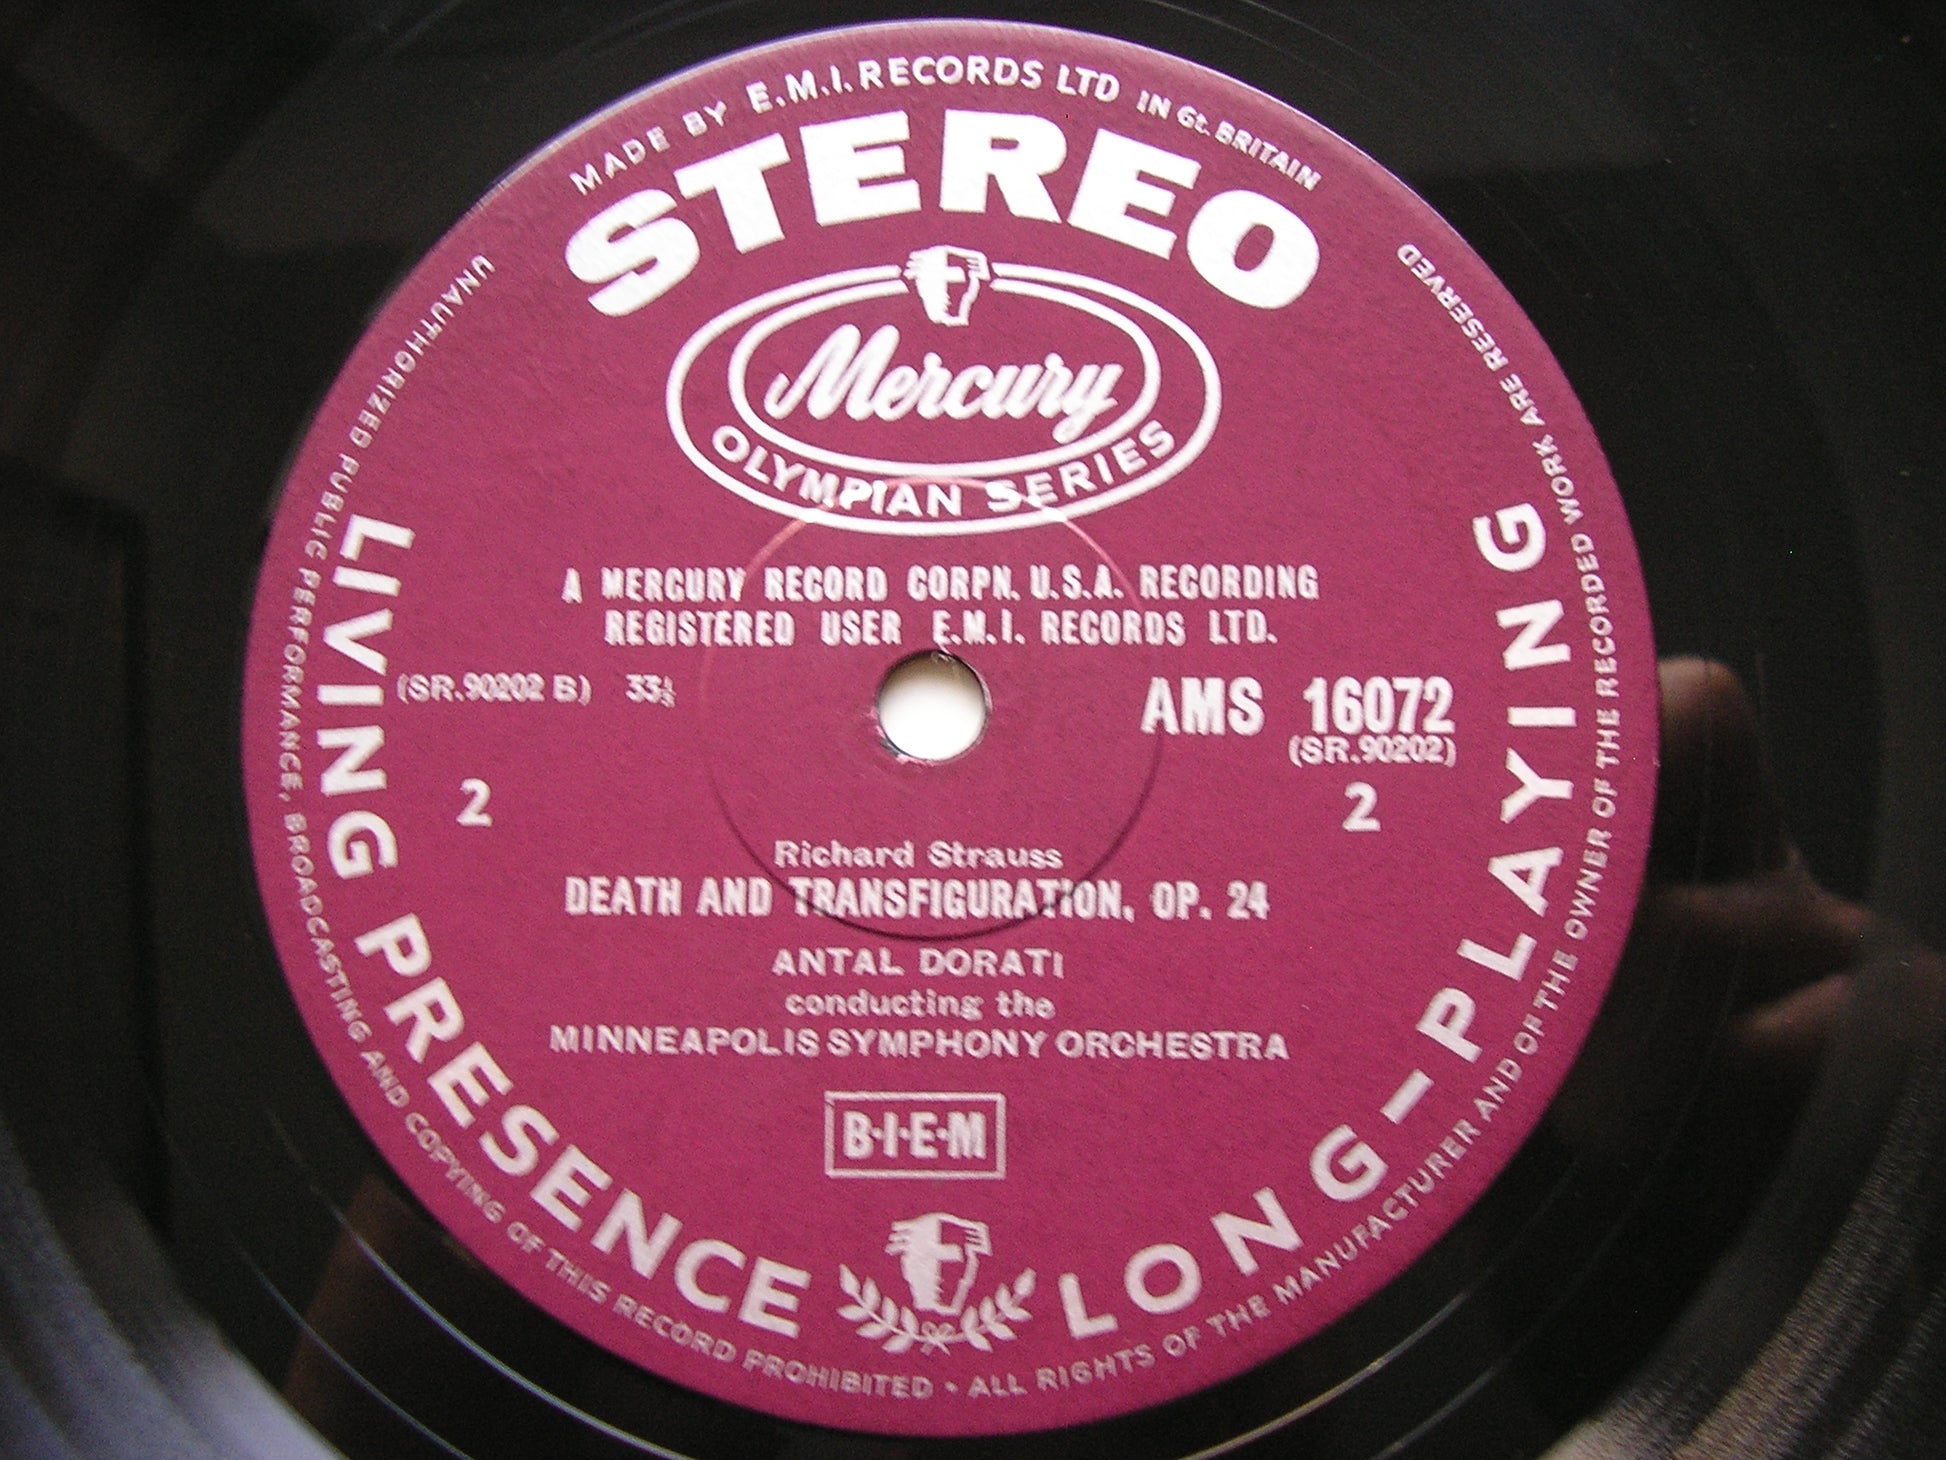 MADE BY E.M.I. RECORDS LTD IN Gt. BRITAIN
STEREO
Mercury
OLYMPIAN SERIES
A MERCURY RECORD CORPN. U.S.A. RECORDING
REGISTERED USER E.M.I. RECORDS LTD.
(SR.90202 B) 33⅓
AMS 16072
(SR.90202)
2 2
Richard Strauss
DEATH AND TRANSFIGURATION, OP. 24
ANTAL DORATI
conducting the
MINNEAPOLIS SYMPHONY ORCHESTRA
B·I·E·M
LIVING PRESENCE
LONG-PLAYING
UNAUTHORIZED PUBLIC PERFORMANCE, BROADCASTING AND COPYING OF THIS RECORD PROHIBITED · ALL RIGHTS OF THE MANUFACTURER AND OF THE OWNER OF THE RECORDED WORK ARE RESERVED